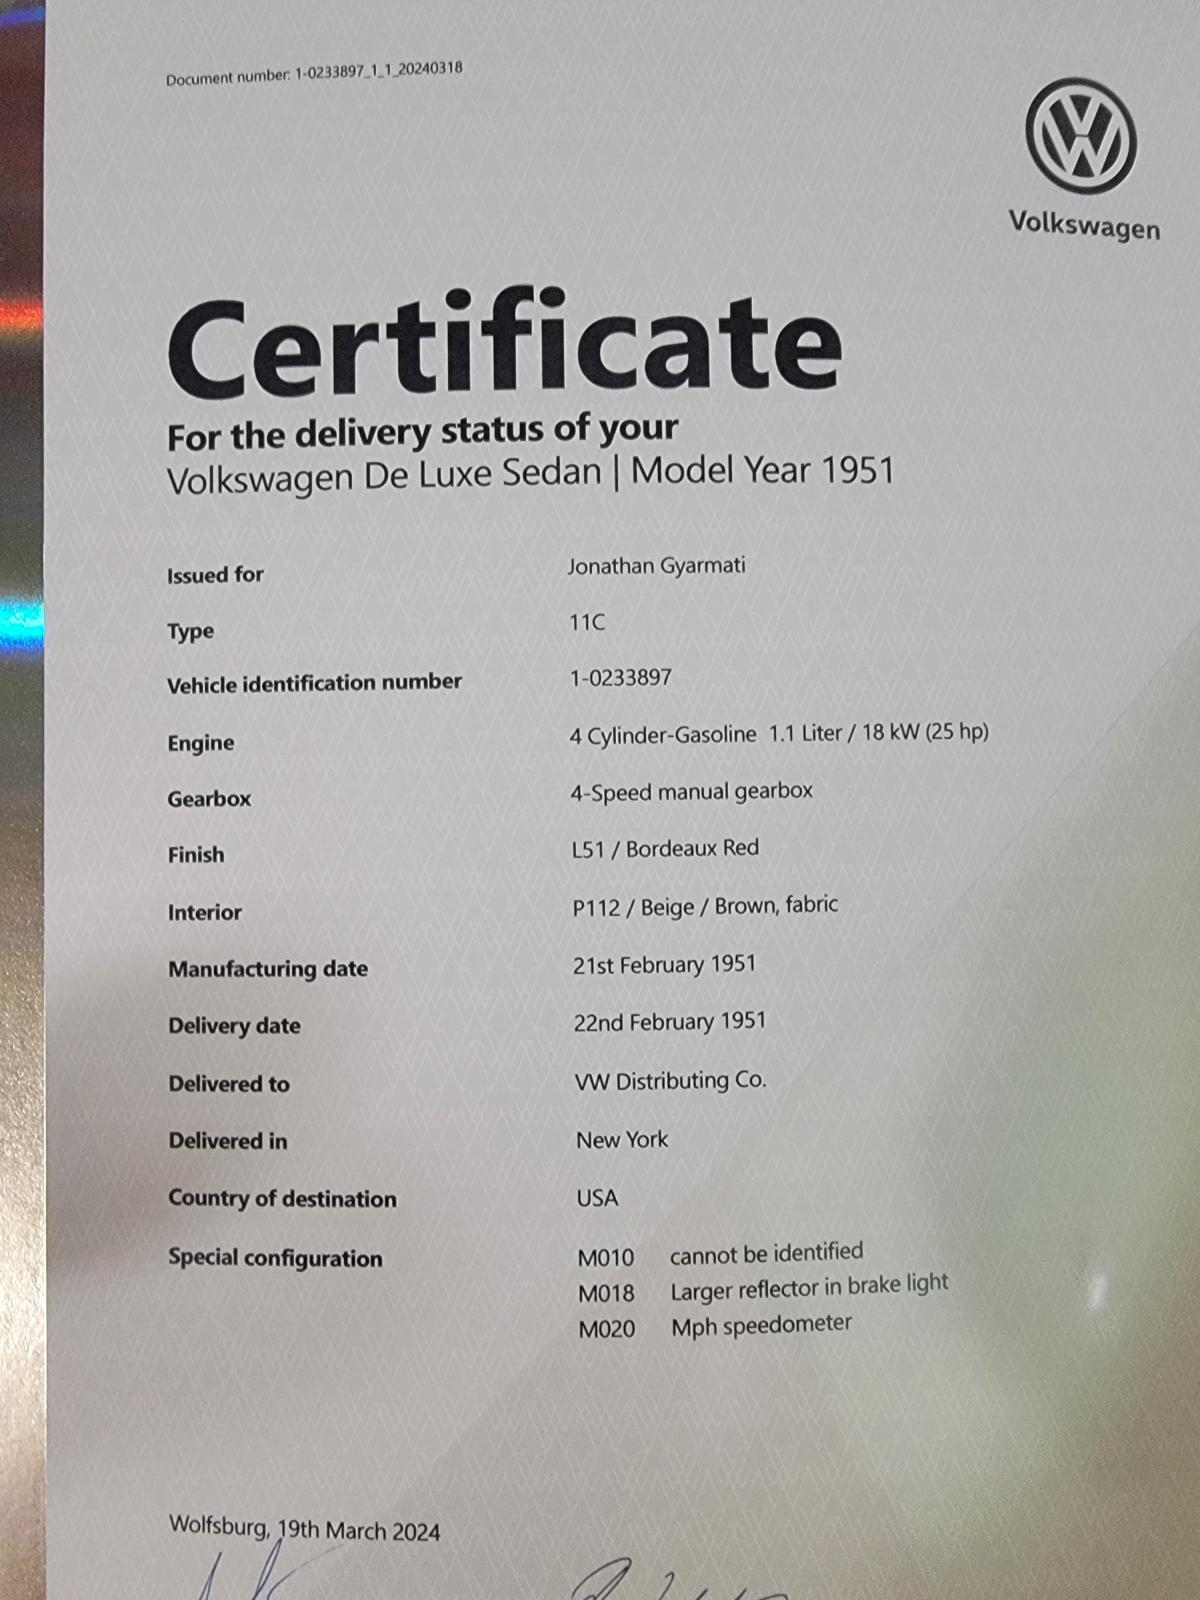 Document number: 1-0233897_1_1_20240318
Volkswagen
Certificate
For the delivery status of your
Volkswagen De Luxe Sedan | Model Year 1951
Issued for Jonathan Gyarmati
Type 11C
Vehicle identification number 1-0233897
Engine 4 Cylinder-Gasoline 1.1 Liter / 18 kW (25 hp)
Gearbox 4-Speed manual gearbox
Finish L51 / Bordeaux Red
Interior P112 / Beige / Brown, fabric
Manufacturing date 21st February 1951
Delivery date 22nd February 1951
Delivered to VW Distributing Co.
Delivered in New York
Country of destination USA
Special configuration M010 cannot be identified
M018 Larger reflector in brake light
M020 Mph speedometer
Wolfsburg, 19th March 2024